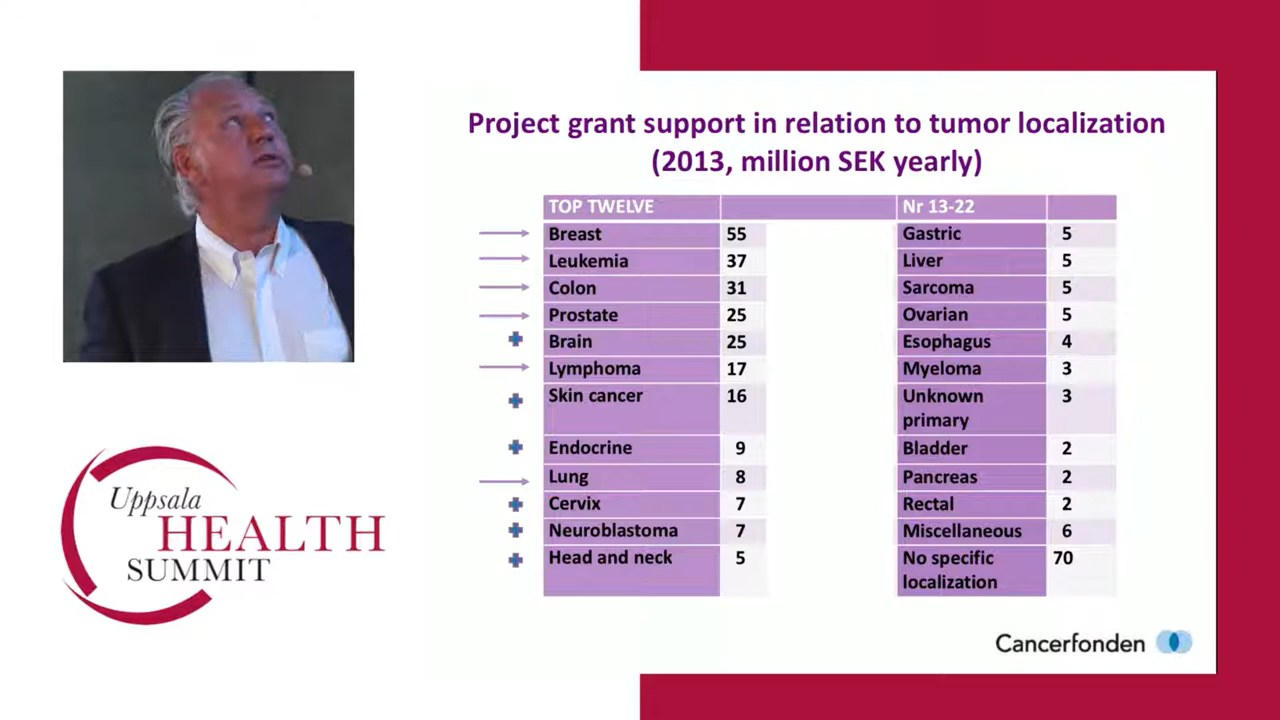 Project grant support in relation to tumor localization
(2013, million SEK yearly)
TOP TWELVE Nr 13-22
Breast 55 Gastric 5
Leukemia 37 Liver 5
Colon 31 Sarcoma 5
Prostate 25 Ovarian 5
Brain 25 Esophagus 4
Lymphoma 17 Myeloma 3
Skin cancer 16 Unknown 3
primary
Endocrine 9 Bladder 2
Lung 8 Pancreas 2
Cervix 7 Rectal 2
Neuroblastoma 7 Miscellaneous 6
Head and neck 5 No specific 70
localization
Uppsala
HEALTH
SUMMIT
Cancerfonden